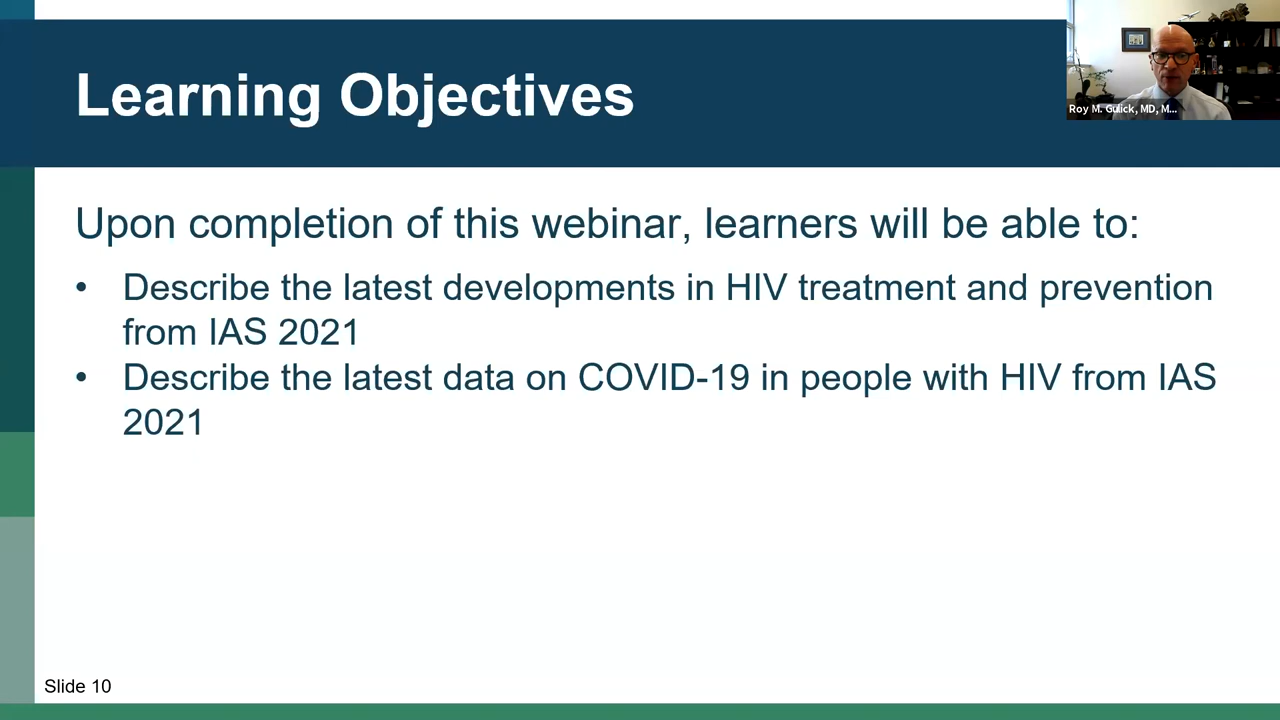 Learning Objectives
Roy M. Gulick, MD, M...
Upon completion of this webinar, learners will be able to:
• Describe the latest developments in HIV treatment and prevention
from IAS 2021
• Describe the latest data on COVID-19 in people with HIV from IAS
2021
Slide 10